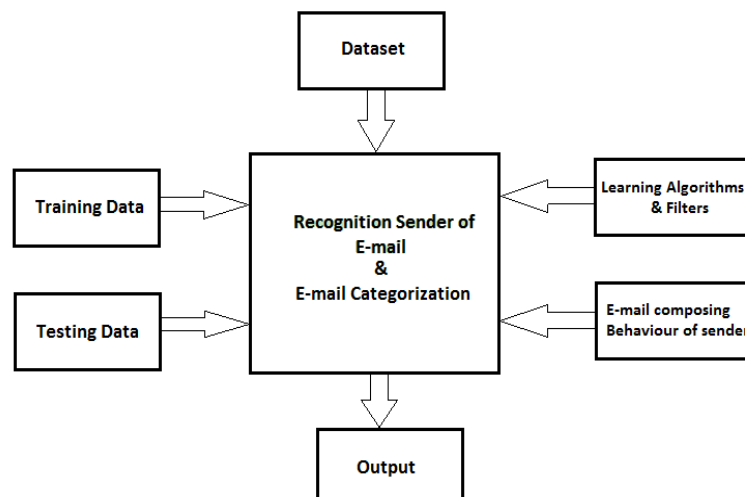 Dataset
Training Data
Learning Algorithms
& Filters
Recognition Sender of
E-mail
&
E-mail Categorization
Testing Data
E-mail composing
Behaviour of sender
Output